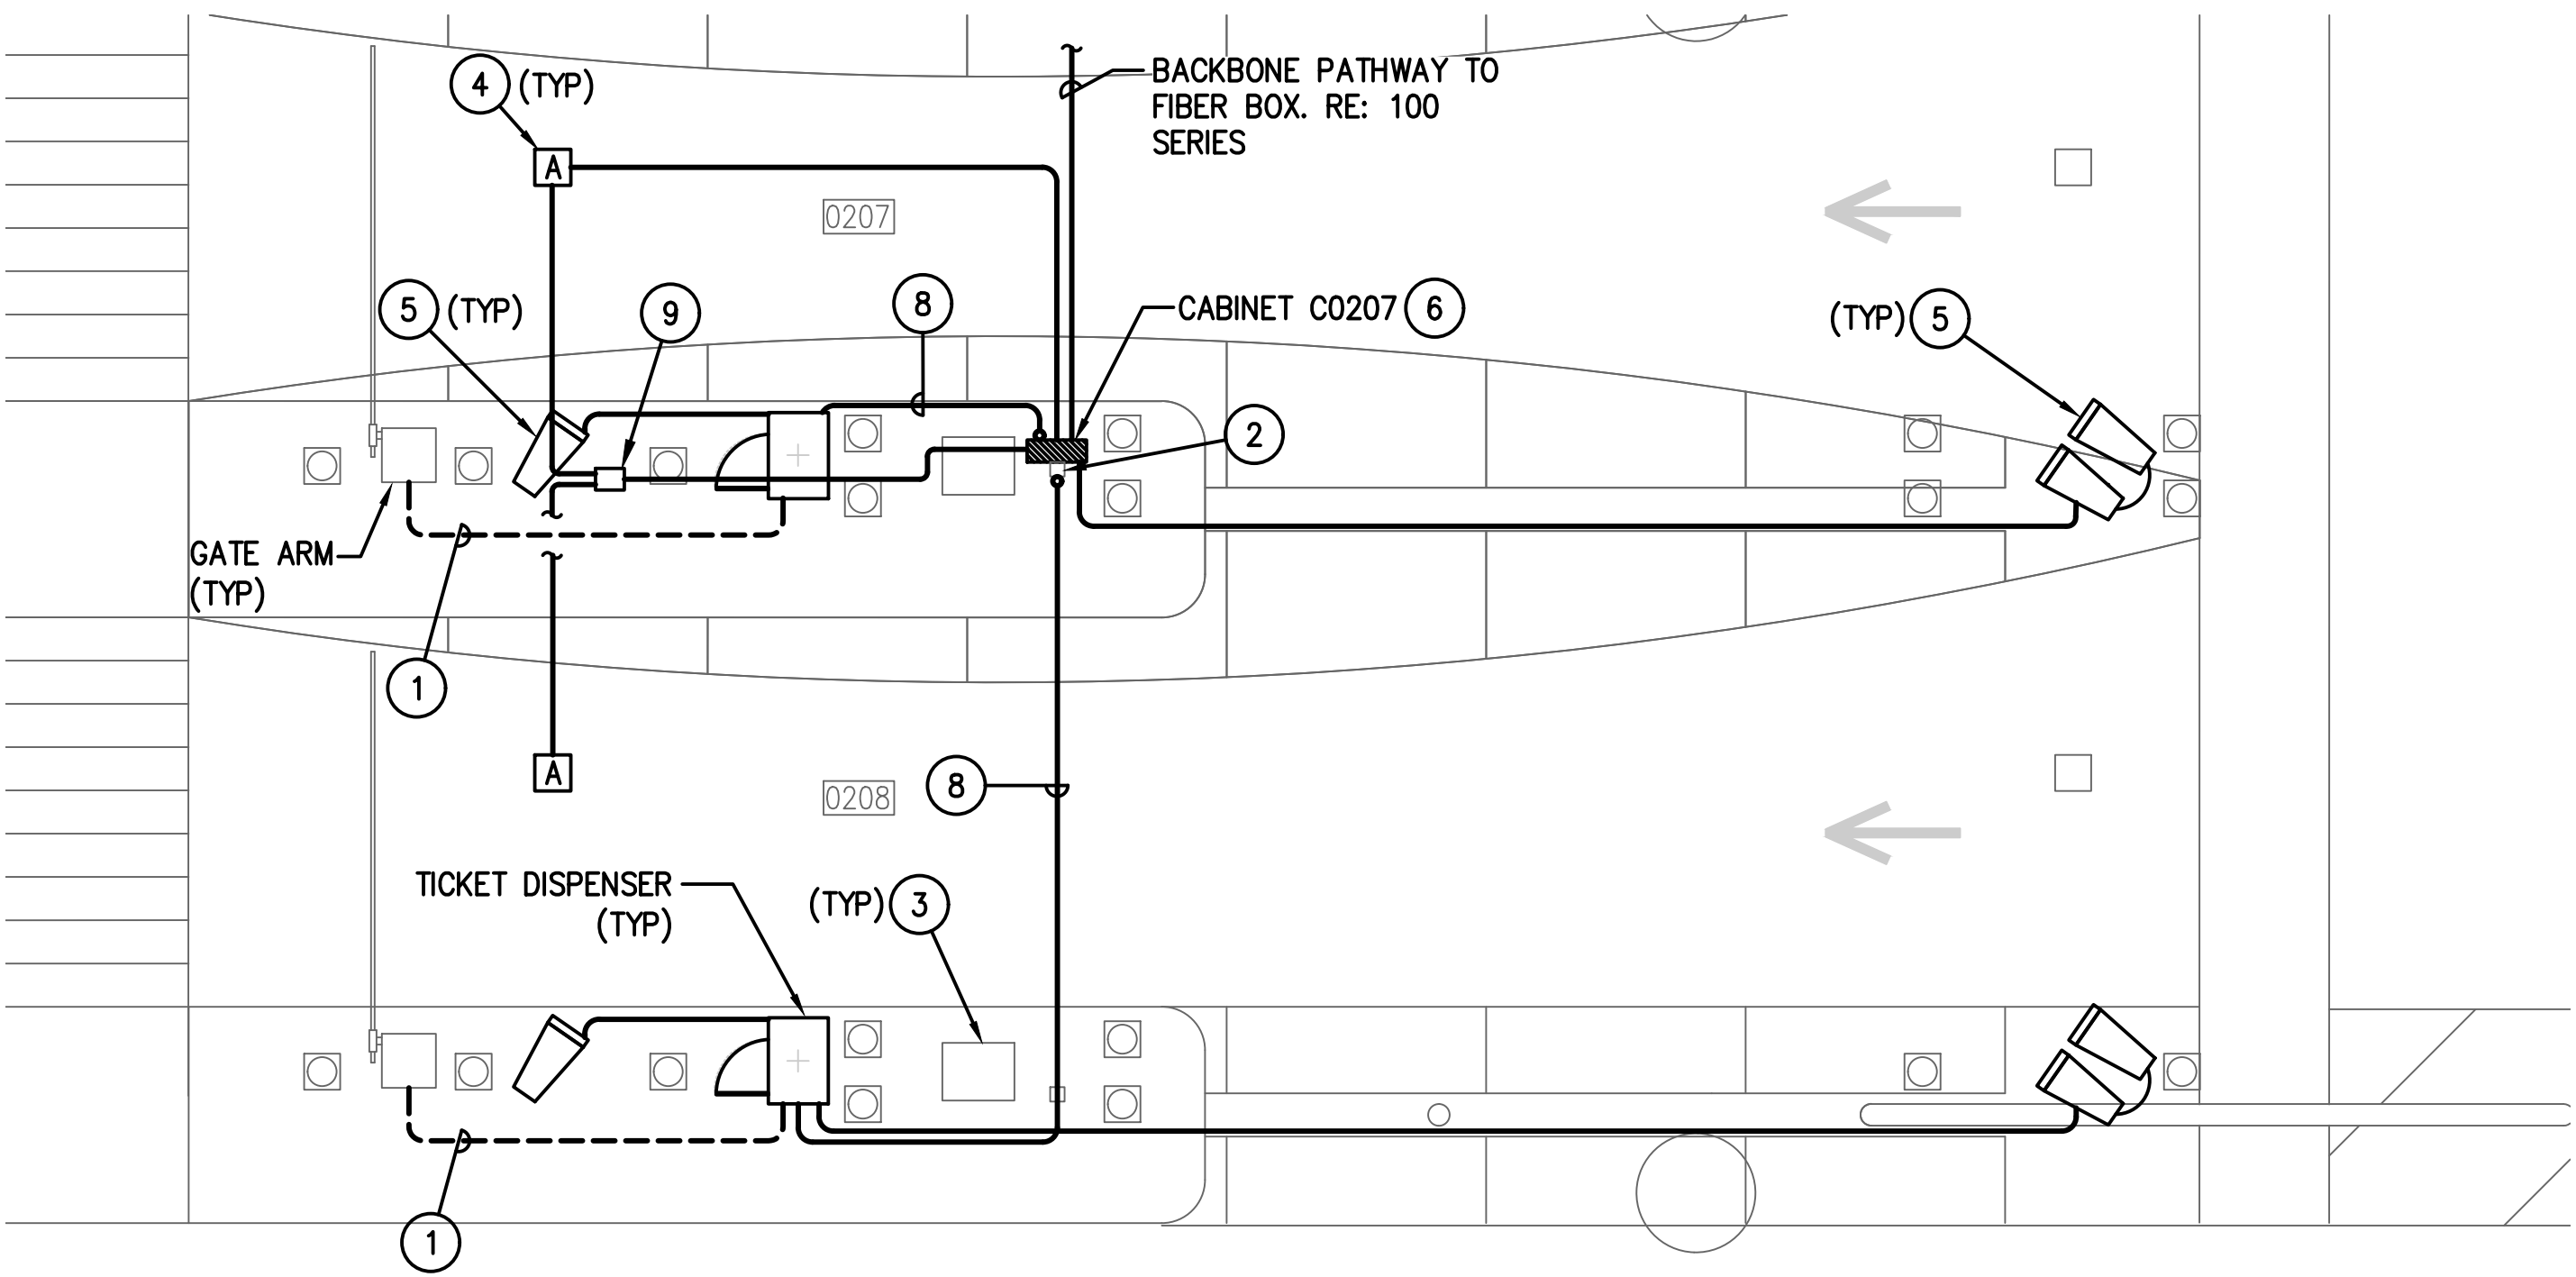 BACKBONE PATHWAY TO
FIBER BOX. RE: 100
SERIES
4 (TYP)
A
0207
5 (TYP)
9
8
CABINET C0207 6
(TYP) 5
2
GATE ARM
(TYP)
1
A
8
0208
TICKET DISPENSER
(TYP)
(TYP) 3
1